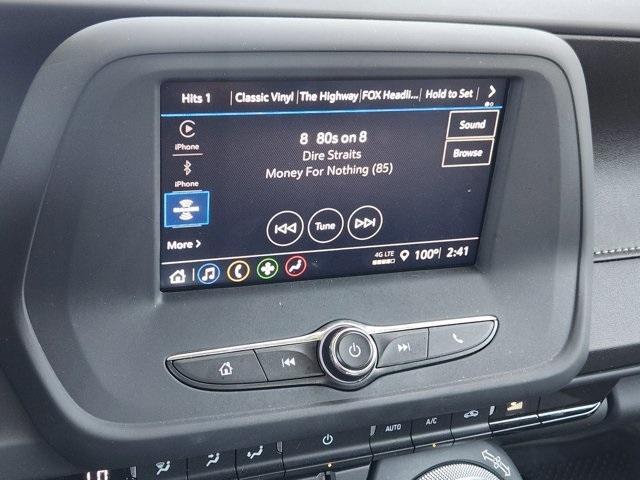 Hits 1 Classic Vinyl The Highway FOX Headli... Hold to Set
iPhone
iPhone
More >
8 80s on 8
Dire Straits
Money For Nothing (85)
Sound
Browse
Tune
4G LTE
100° 2:41
AUTO A/C